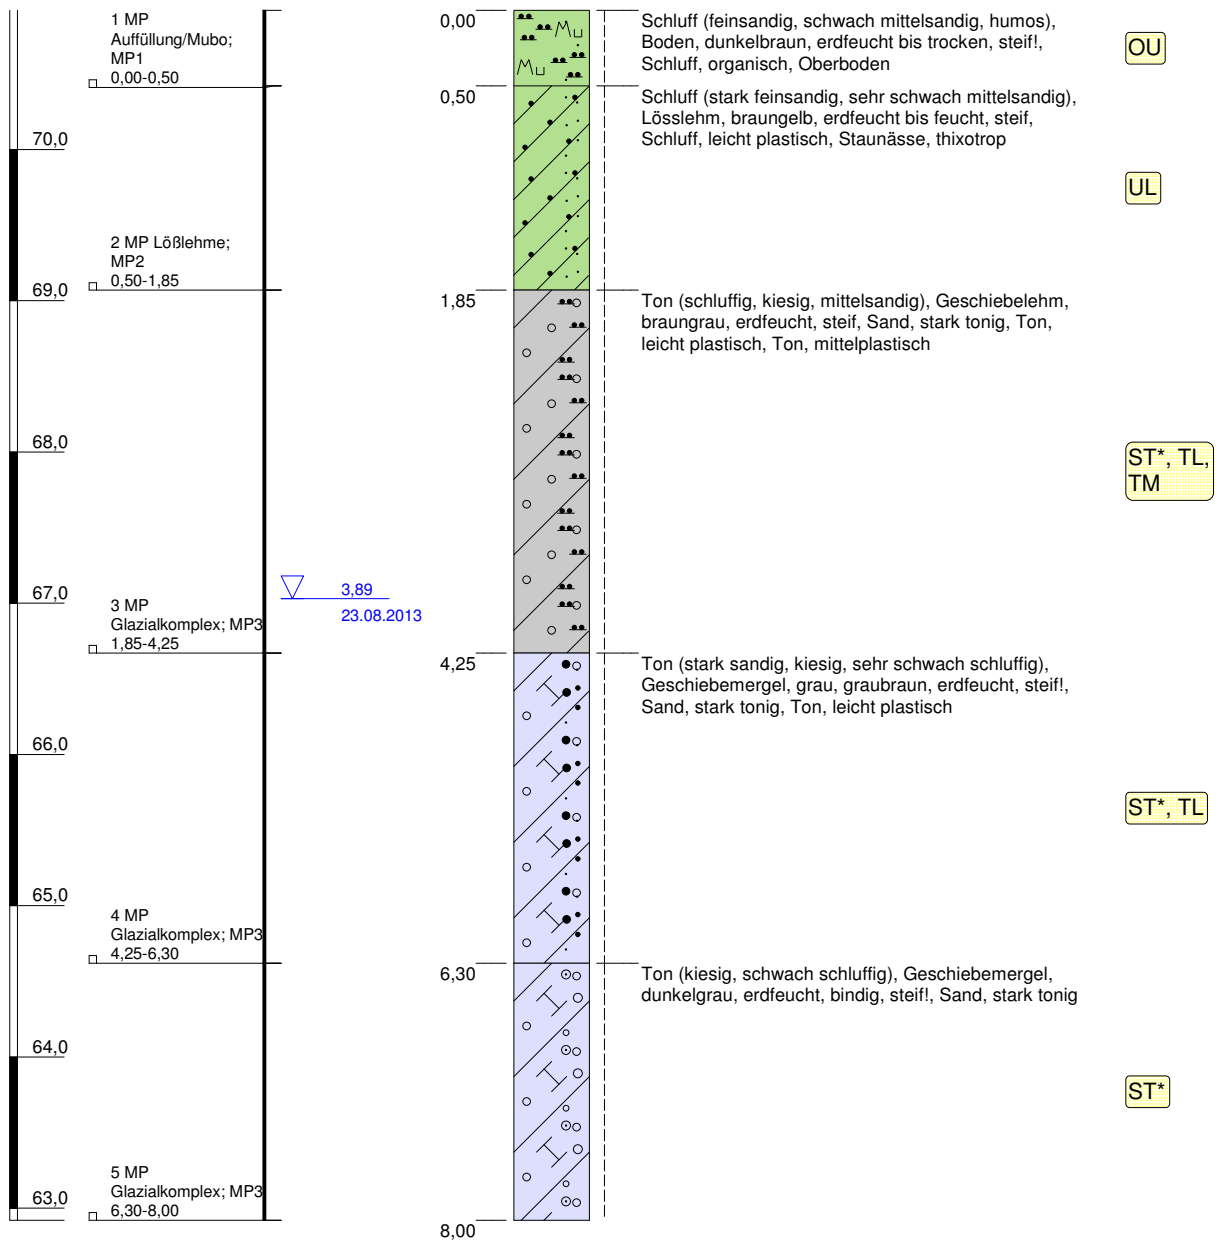 1 MP
Auffüllung/Mubo;
MP1
0,00-0,50
0,00
Mu
Mu
Schluff (feinsandig, schwach mittelsandig, humos),
Boden, dunkelbraun, erdfeucht bis trocken, steif!,
Schluff, organisch, Oberboden
OU
0,50
Schluff (stark feinsandig, sehr schwach mittelsandig),
Lösslehm, braungelb, erdfeucht bis feucht, steif,
Schluff, leicht plastisch, Staunässe, thixotrop
UL
70,0
2 MP Lößlehme;
MP2
0,50-1,85
69,0
1,85
Ton (schluffig, kiesig, mittelsandig), Geschiebelehm,
braungrau, erdfeucht, steif, Sand, stark tonig, Ton,
leicht plastisch, Ton, mittelplastisch
68,0
ST*, TL,
TM
67,0
3,89
23.08.2013
3 MP
Glazialkomplex; MP3
1,85-4,25
4,25
Ton (stark sandig, kiesig, sehr schwach schluffig),
Geschiebemergel, grau, graubraun, erdfeucht, steif!,
Sand, stark tonig, Ton, leicht plastisch
66,0
ST*, TL
65,0
4 MP
Glazialkomplex; MP3
4,25-6,30
6,30
Ton (kiesig, schwach schluffig), Geschiebemergel,
dunkelgrau, erdfeucht, bindig, steif!, Sand, stark tonig
64,0
ST*
5 MP
Glazialkomplex; MP3
6,30-8,00
63,0
8,00